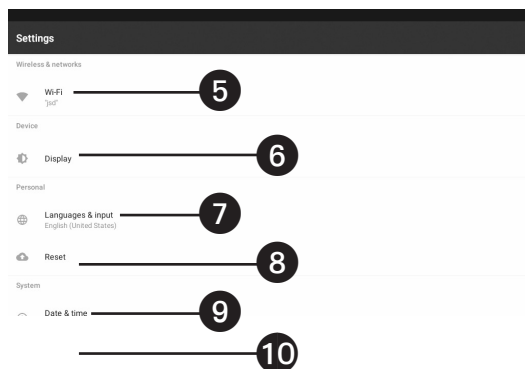 Settings
Wireless & networks
Wi-Fi
"jsd"
5
Device
Display
6
Personal
Languages & input
English (United States)
7
Reset
8
System
Date & time
9
10